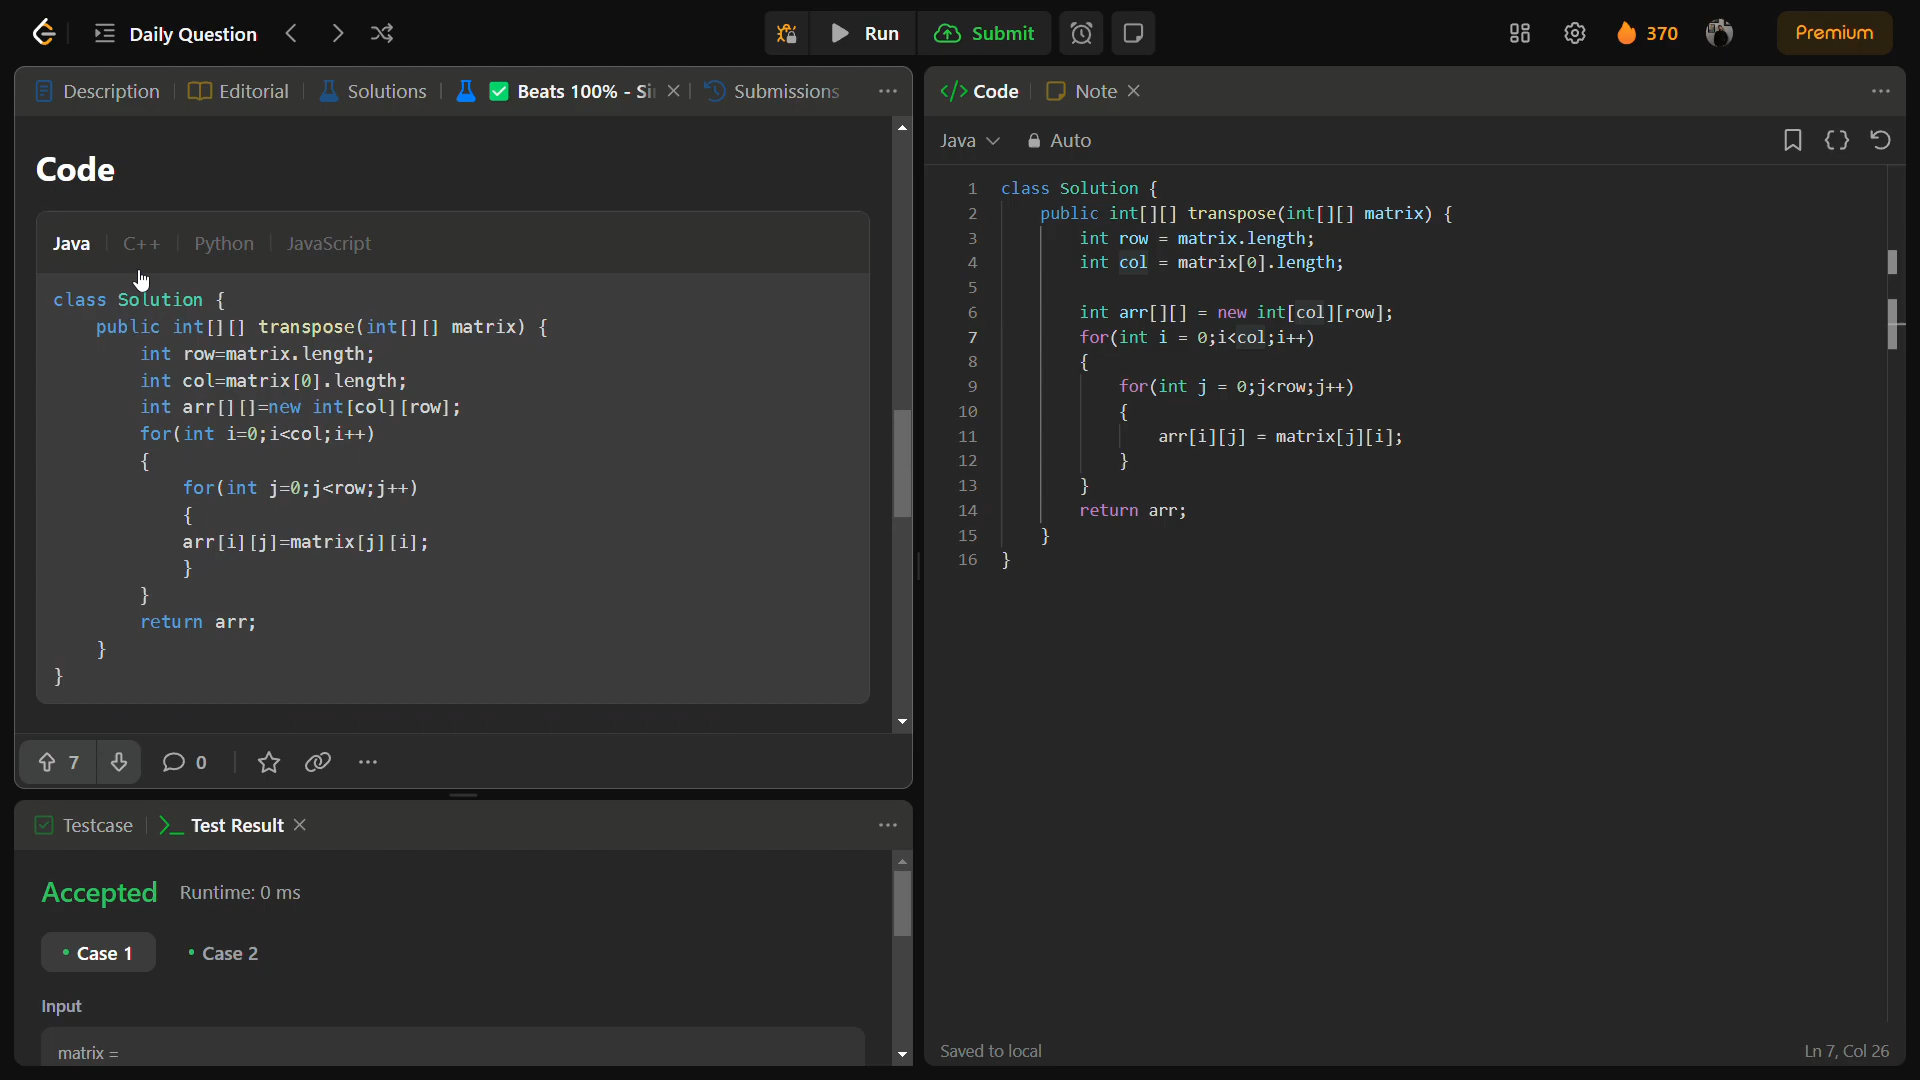 Daily Question
Run
Submit
370
Premium
Description
Editorial
Solutions
Beats 100% - Si
Submissions
Code
Java
C++
Python
JavaScript
class Solution {
public int[][] transpose(int[][] matrix) {
int row=matrix.length;
int col=matrix[0].length;
int arr[][]=new int[col][row];
for(int i=0;i<col;i++)
{
for(int j=0;j<row;j++)
{
arr[i][j]=matrix[j][i];
}
}
return arr;
}
}
7
0
Testcase
Test Result
Accepted
Runtime: 0 ms
Case 1
Case 2
Input
matrix =
Code
Note
Java
Auto
1 class Solution {
2 public int[][] transpose(int[][] matrix) {
3 int row = matrix.length;
4 int col = matrix[0].length;
5
6 int arr[][] = new int[col][row];
7 for(int i = 0;i<col;i++)
8 {
9 for(int j = 0;j<row;j++)
10 {
11 arr[i][j] = matrix[j][i];
12 }
13 }
14 return arr;
15 }
16 }
Saved to local
Ln 7, Col 26